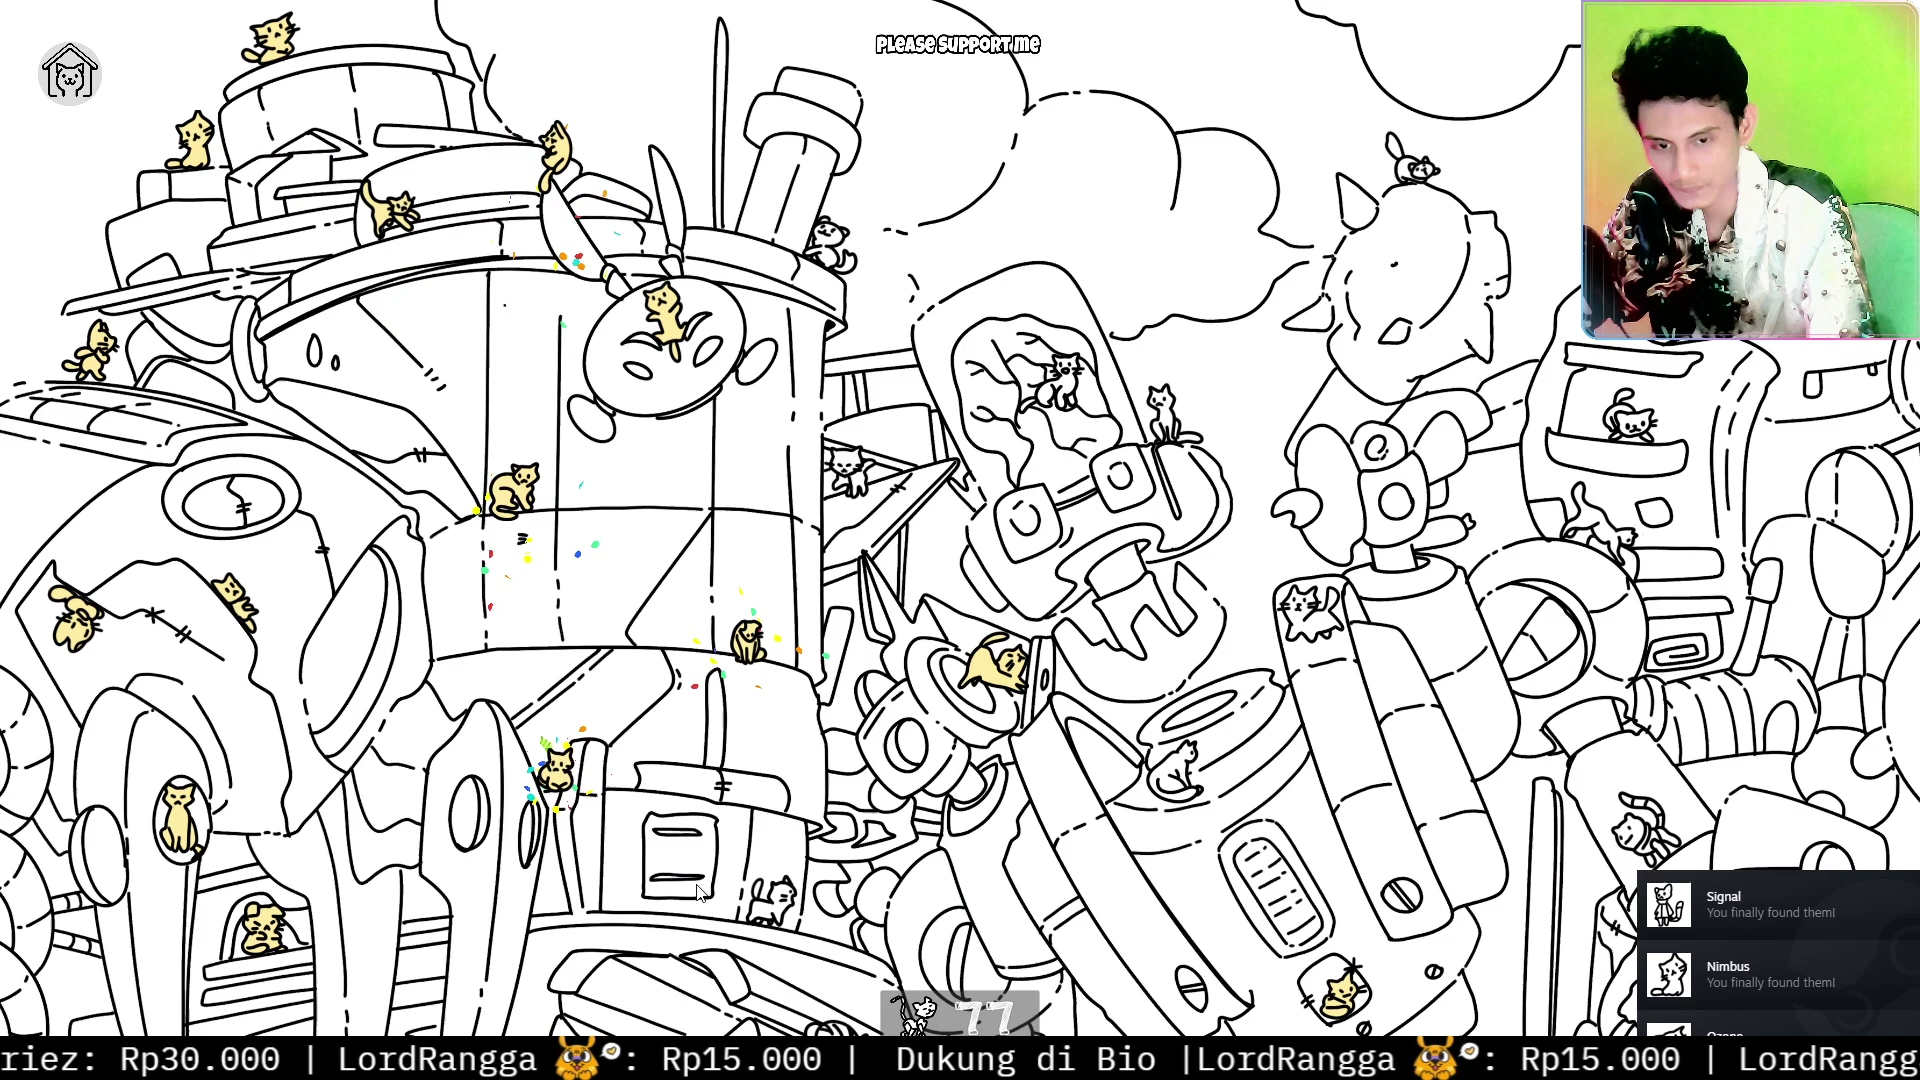 PLEASE SUPPORT ME
Signal
You finally found them!
Nimbus
You finally found them!
77
riez: Rp30.000 | LordRangga : Rp15.000 | Dukung di Bio |LordRangga : Rp15.000 | LordRangg